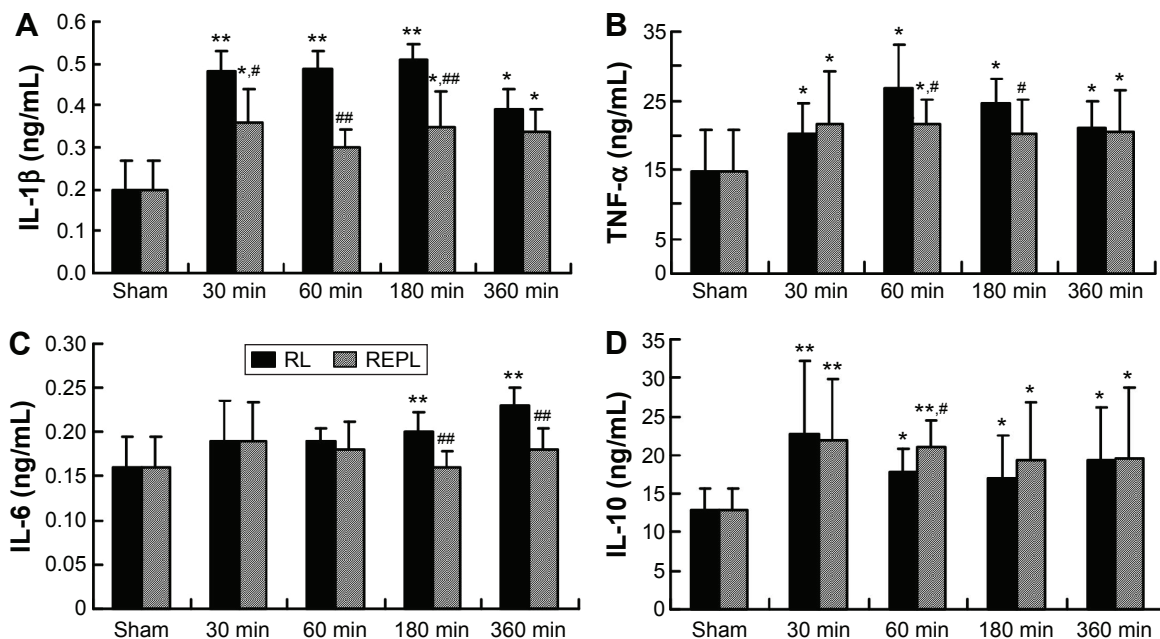 A
IL-1β (ng/mL)
0.6
0.5
0.4
0.3
0.2
0.1
0.0
** ** **
*,# ## *,## * *
Sham 30 min 60 min 180 min 360 min
B
TNF-α (ng/mL)
35
25
15
5
0
* * * *,# * # * *
Sham 30 min 60 min 180 min 360 min
C
IL-6 (ng/mL)
0.30
0.25
0.20
0.15
0.10
0.05
0
RL REPL
** ## ** ##
Sham 30 min 60 min 180 min 360 min
D
IL-10 (ng/mL)
35
30
25
20
15
10
5
0
** ** * **,# * * * *
Sham 30 min 60 min 180 min 360 min